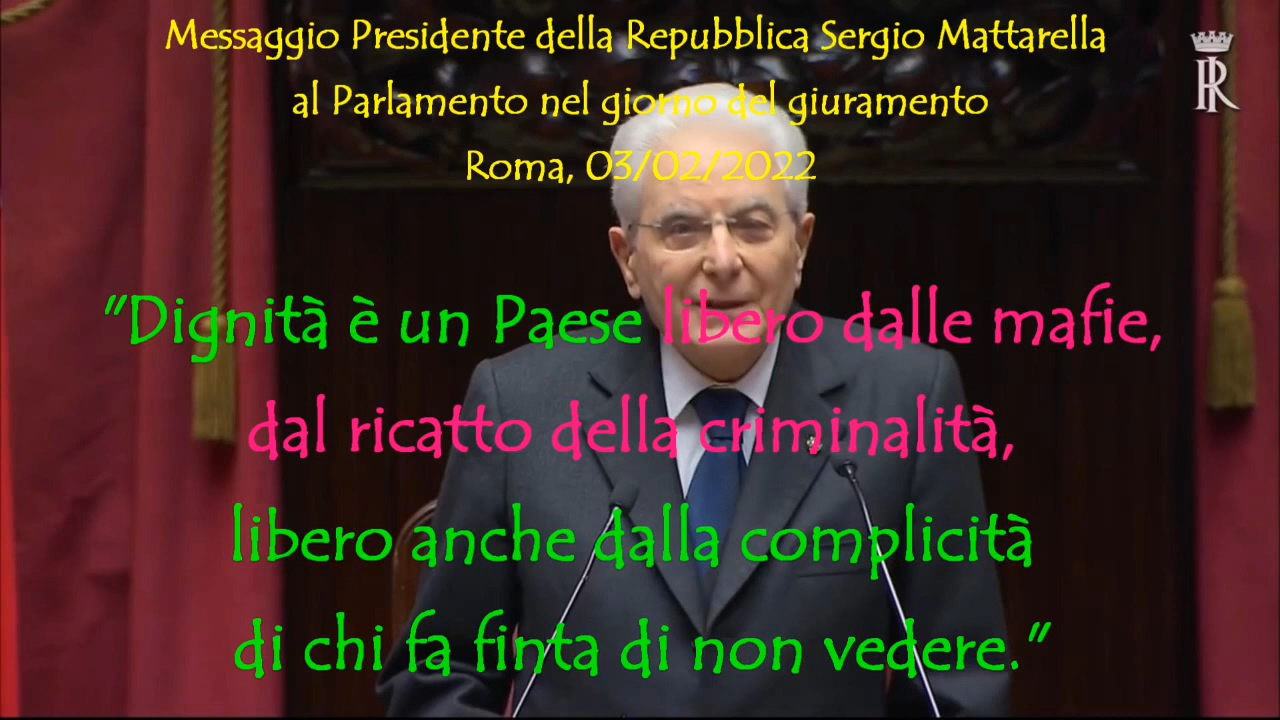 Messaggio Presidente della Repubblica Sergio Mattarella
al Parlamento nel giorno del giuramento
Roma, 03/02/2022
"Dignità è un Paese libero dalle mafie,
dal ricatto della criminalità,
libero anche dalla complicità
di chi fa finta di non vedere."